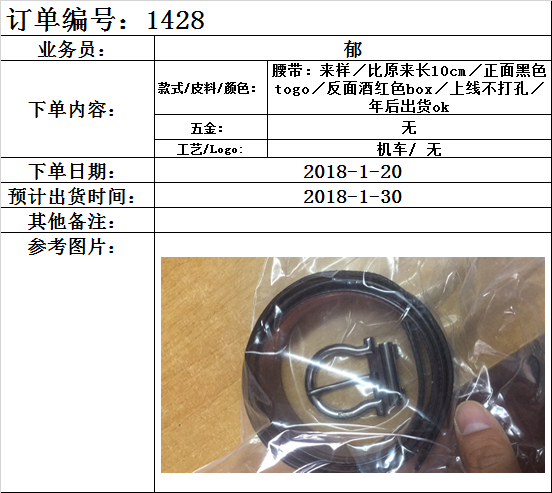 订单编号：1428
业务员：
郁
下单内容：
款式/皮料/颜色：
腰带：来样／比原来长10cm／正面黑色
togo／反面酒红色box／上线不打孔／
年后出货ok
五金：
无
工艺/Logo:
机车/ 无
下单日期：
2018-1-20
预计出货时间：
2018-1-30
其他备注：
参考图片：